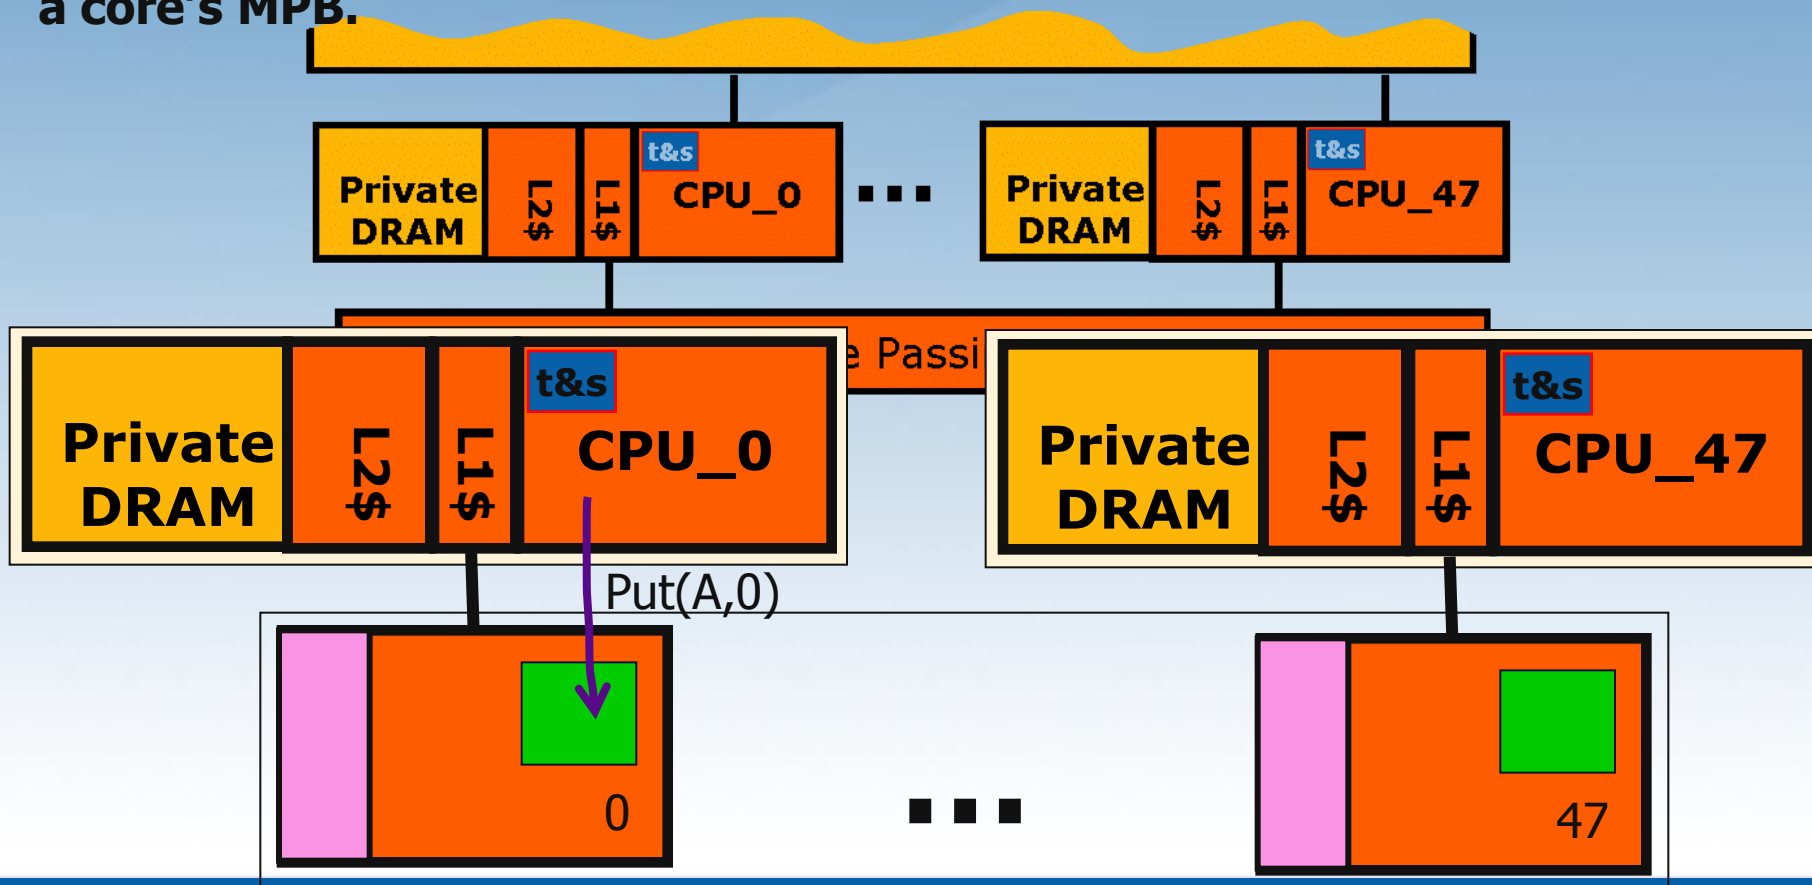 a core's MPB.
t&s
Private
DRAM
L2$
L1$
CPU_0
...
t&s
Private
DRAM
L2$
L1$
CPU_47
e Passi
t&s
Private
DRAM
L2$
L1$
CPU_0
t&s
Private
DRAM
L2$
L1$
CPU_47
Put(A,0)
0
...
47